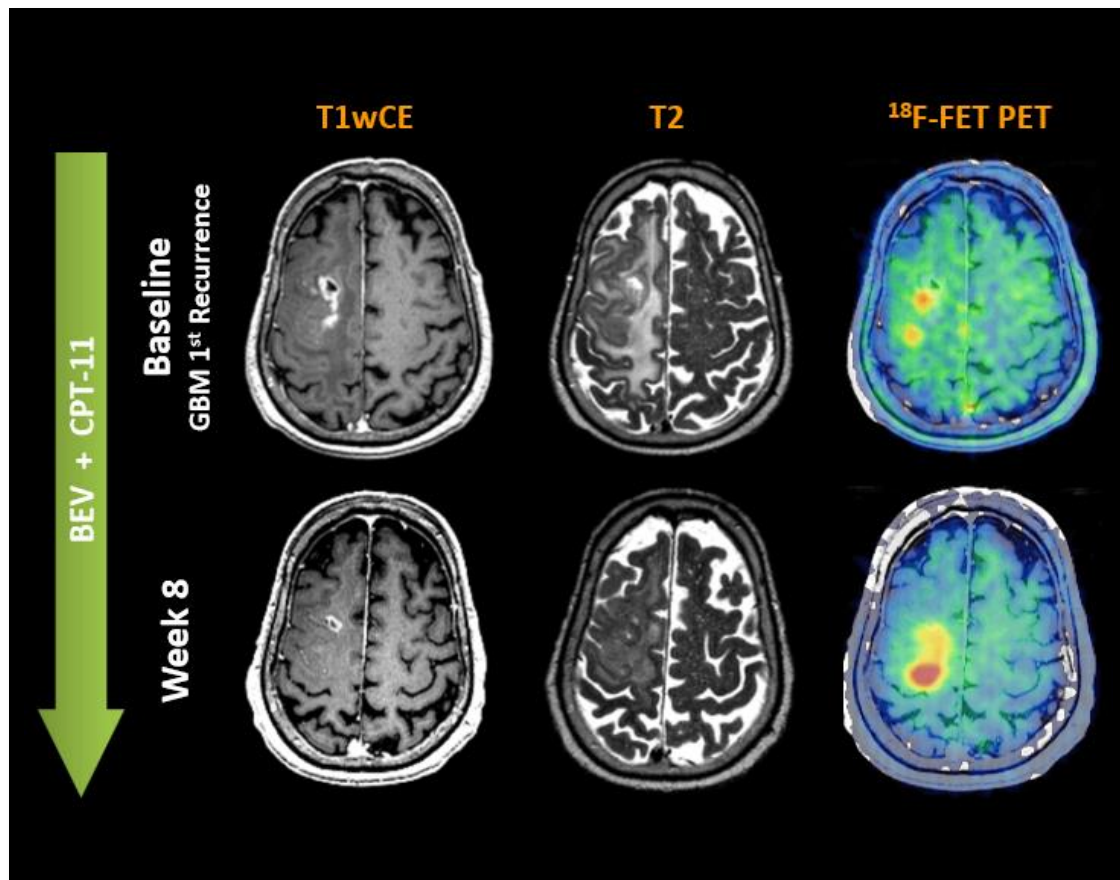 T1wCE
T2
¹⁸F-FET PET
BEV + CPT-11
Baseline
GBM 1ˢᵗ Recurrence
Week 8